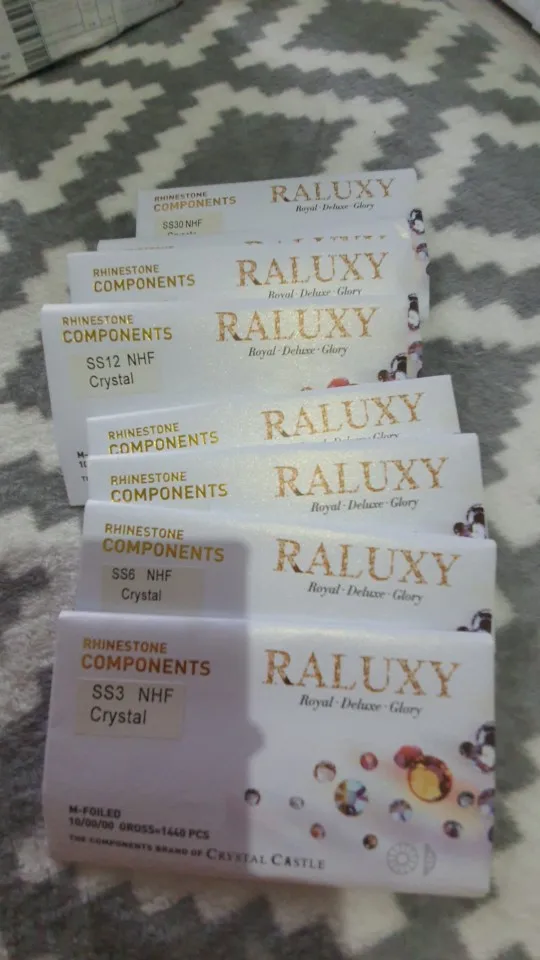 RHINESTONE
COMPONENTS
RALUXY
Royal · Deluxe · Glory
SS30 NHF
RHINESTONE
COMPONENTS
RALUXY
Royal · Deluxe · Glory
RHINESTONE
COMPONENTS
RALUXY
Royal · Deluxe · Glory
SS12 NHF
Crystal
RHINESTONE
COMPONENTS
RALUXY
RHINESTONE
COMPONENTS
RALUXY
Royal · Deluxe · Glory
RHINESTONE
COMPONENTS
RALUXY
Royal · Deluxe · Glory
SS6 NHF
Crystal
RHINESTONE
COMPONENTS
RALUXY
Royal · Deluxe · Glory
SS3 NHF
Crystal
M-FOILED
10/00/00 GROSS=1440 PCS
THE COMPONENTS BRAND OF CRYSTAL CASTLE